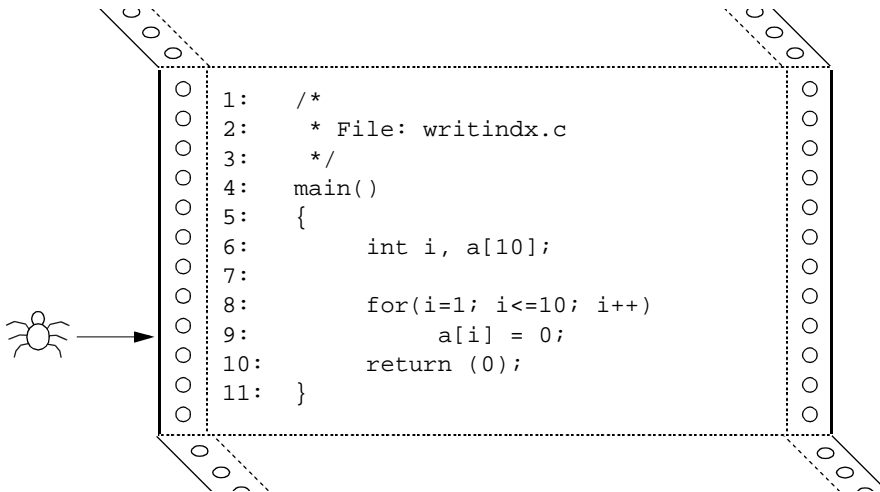 1:    /*
2:     * File: writindx.c
3:     */
4:    main()
5:    {
6:         int i, a[10];
7:
8:         for(i=1; i<=10; i++)
9:              a[i] = 0;
10:        return (0);
11:   }